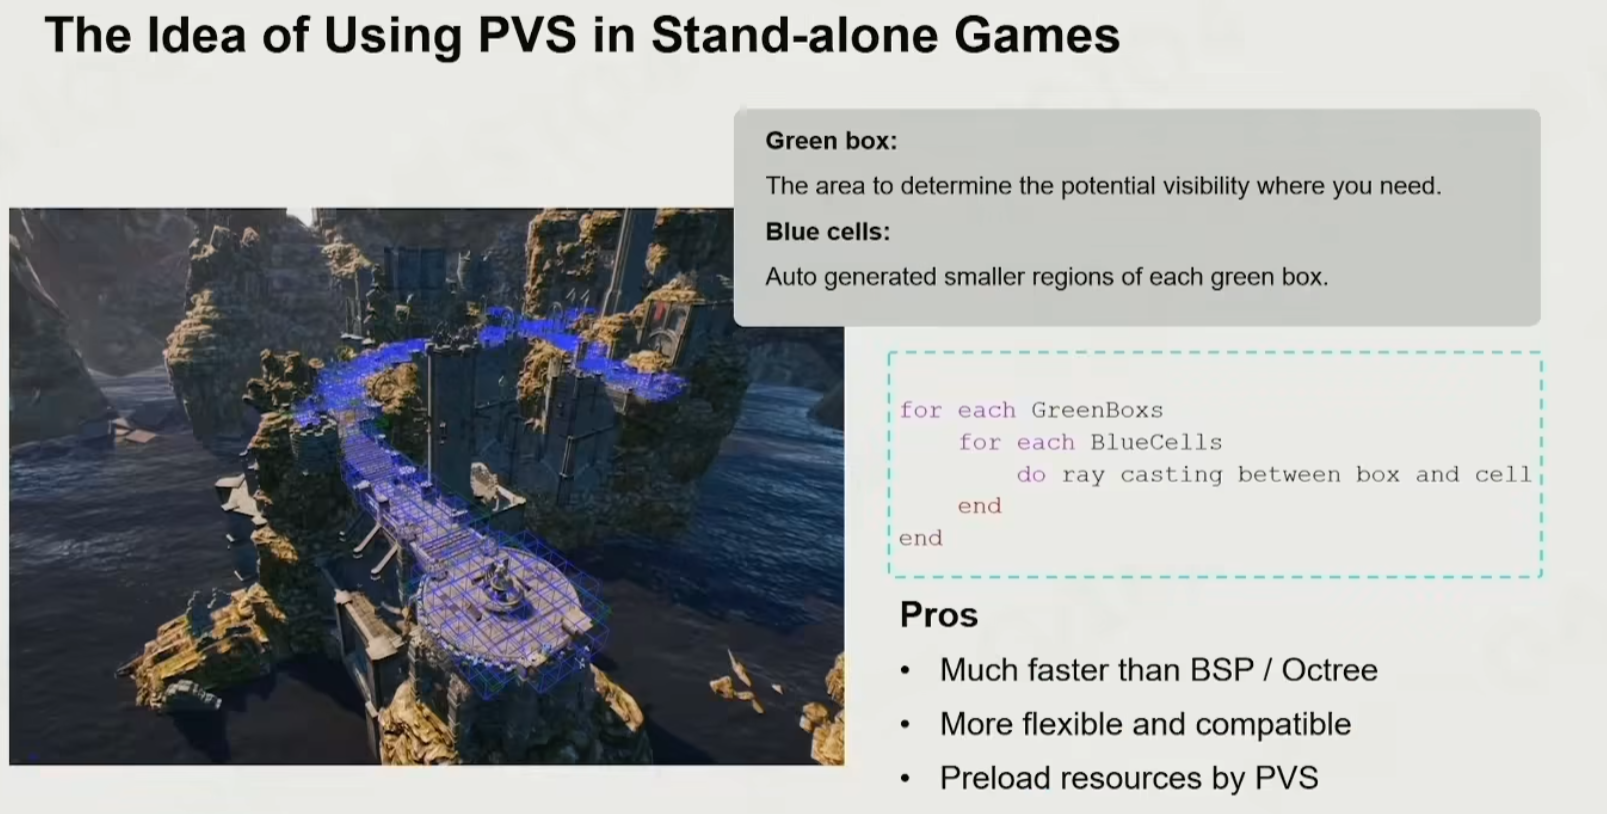 The Idea of Using PVS in Stand-alone Games
Green box:
The area to determine the potential visibility where you need.
Blue cells:
Auto generated smaller regions of each green box.
for each GreenBoxs
for each BlueCells
do ray casting between box and cell
end
end
Pros
• Much faster than BSP / Octree
• More flexible and compatible
• Preload resources by PVS